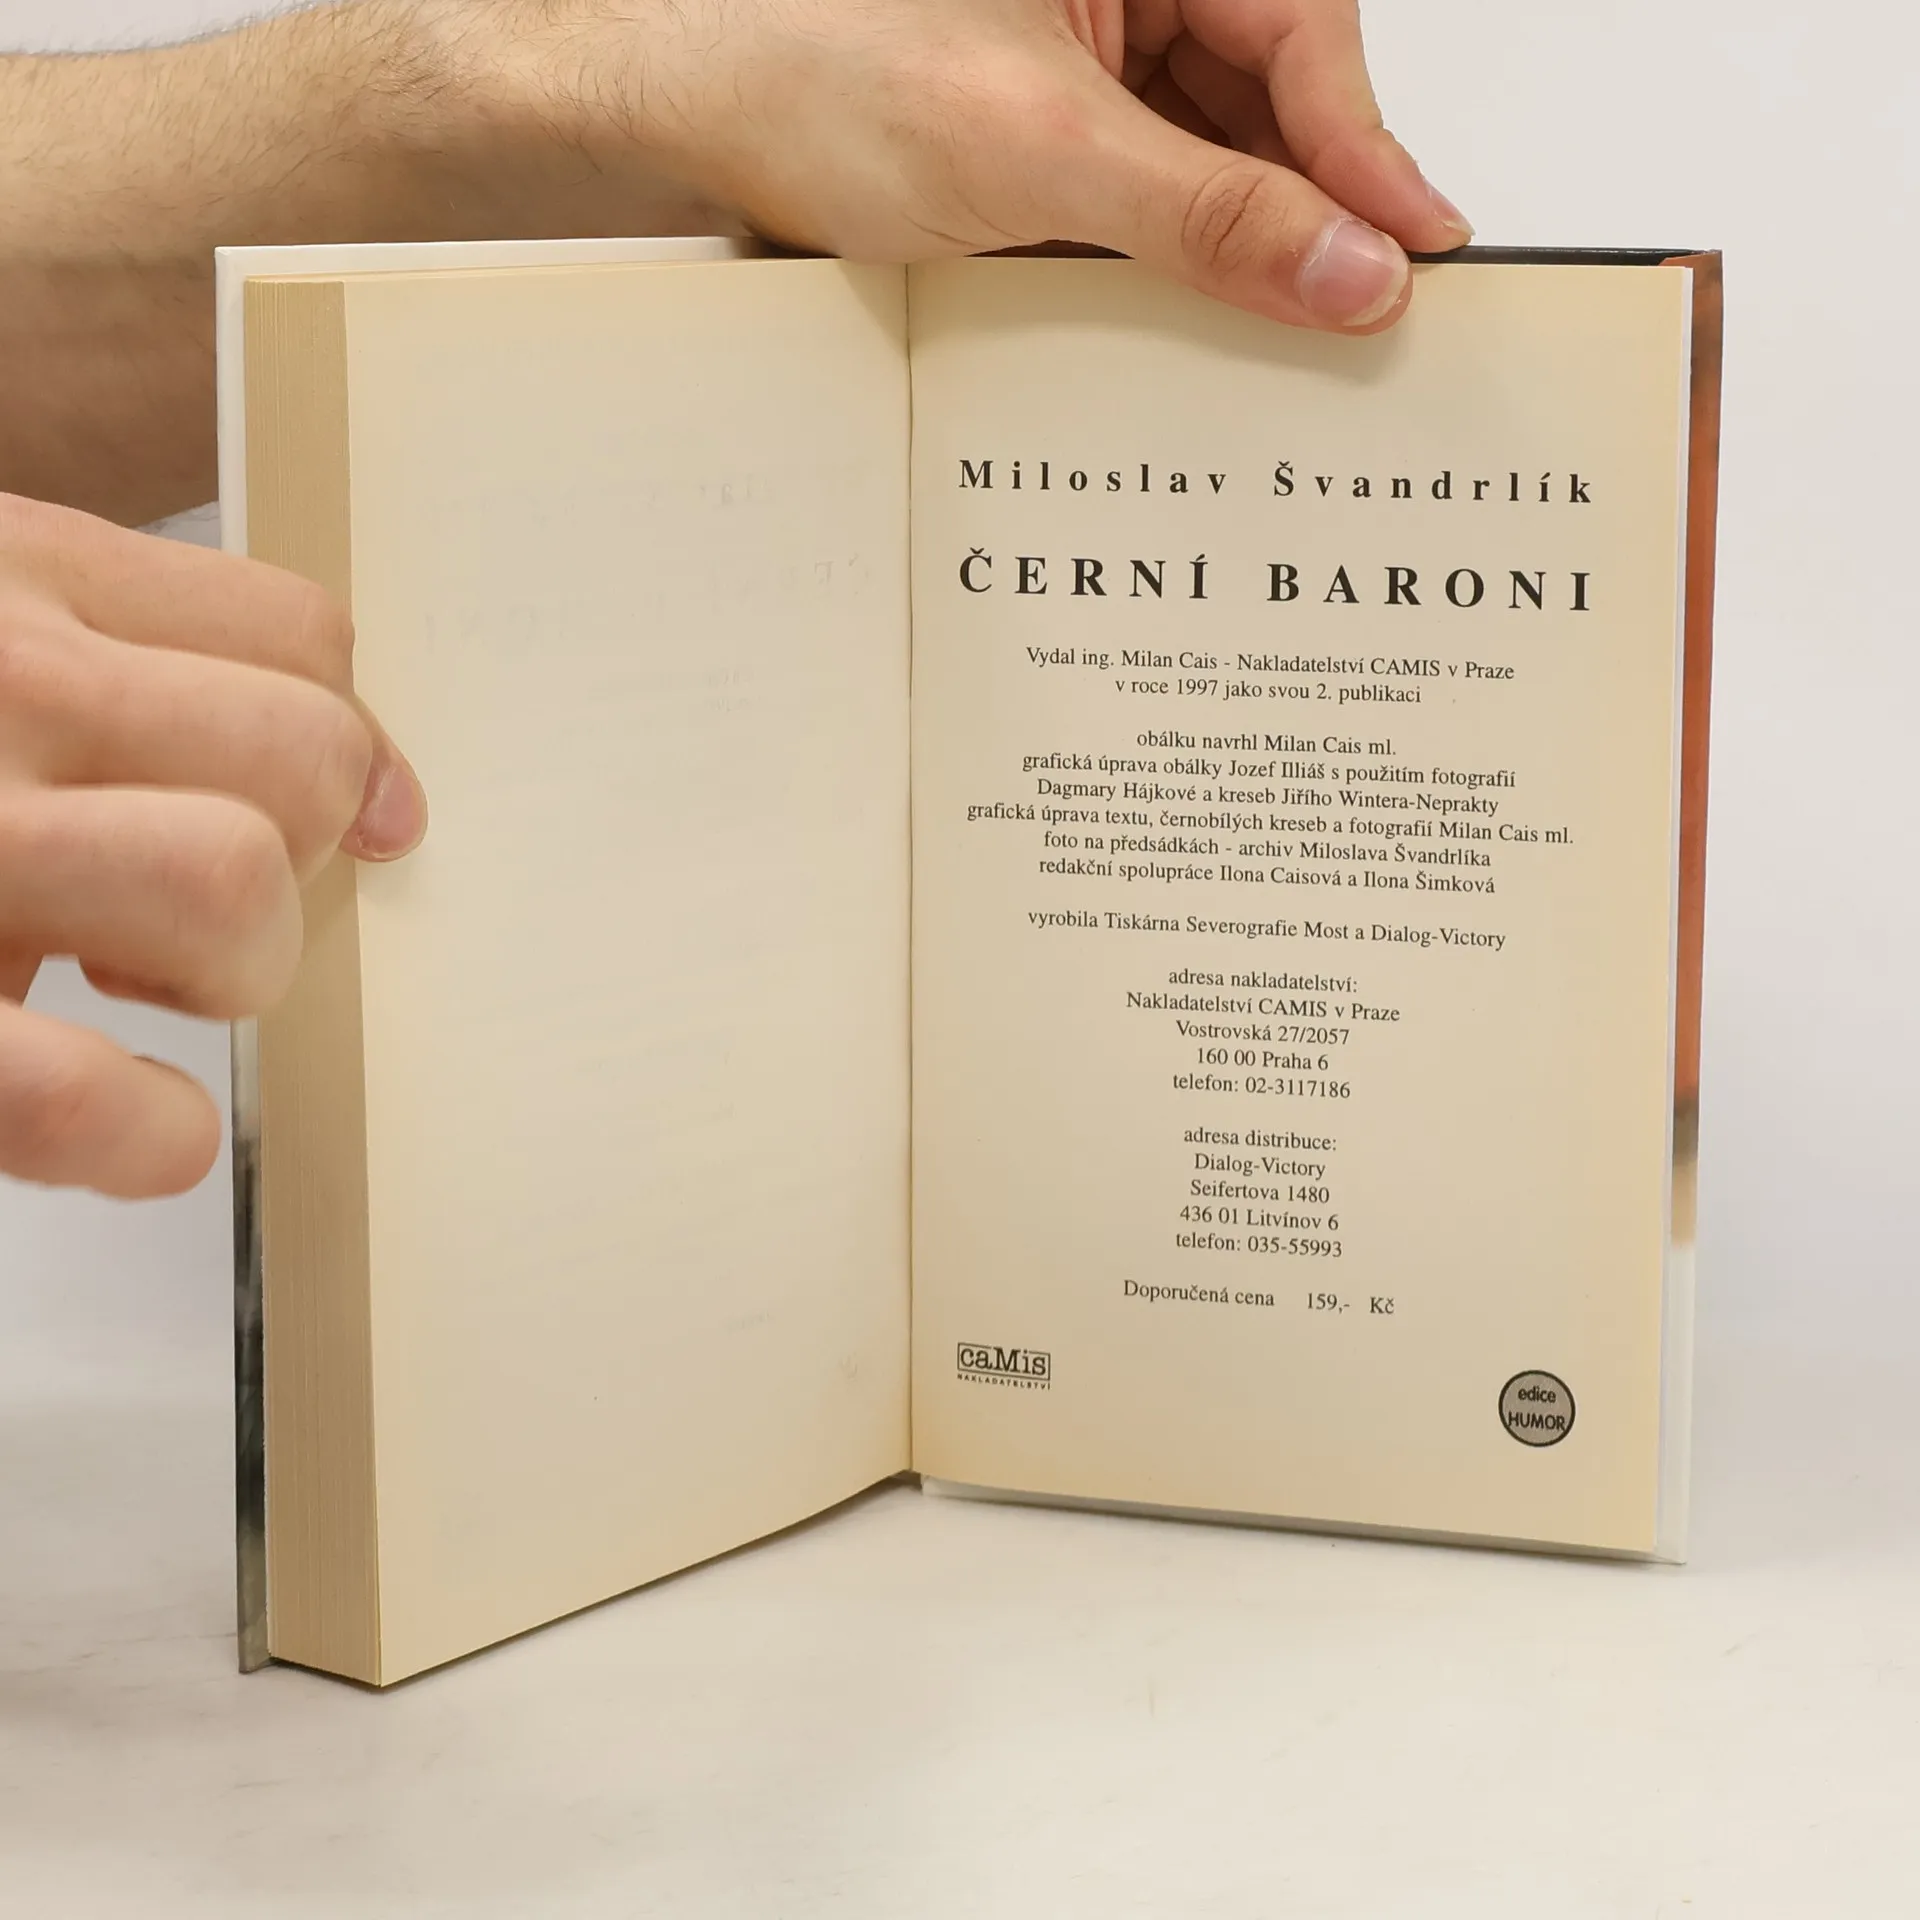 Miloslav Švandrlík
ČERNÍ BARONI
Vydal ing. Milan Cais - Nakladatelství CAMIS v Praze
v roce 1997 jako svou 2. publikaci
obálku navrhl Milan Cais ml.
grafická úprava obálky Jozef Illiáš s použitím fotografií
Dagmary Hájkové a kreseb Jiřího Wintera-Neprakty
grafická úprava textu, černobílých kreseb a fotografií Milan Cais ml.
foto na předsádkách - archiv Miloslava Švandrlíka
redakční spolupráce Ilona Caisová a Ilona Šimková
vyrobila Tiskárna Severografie Most a Dialog-Victory
adresa nakladatelství:
Nakladatelství CAMIS v Praze
Vostrovská 27/2057
160 00 Praha 6
telefon: 02-3117186
adresa distribuce:
Dialog-Victory
Seifertova 1480
436 01 Litvínov 6
telefon: 035-55993
Doporučená cena 159,- Kč
caMis
NAKLADATELSTVÍ
edice
HUMOR